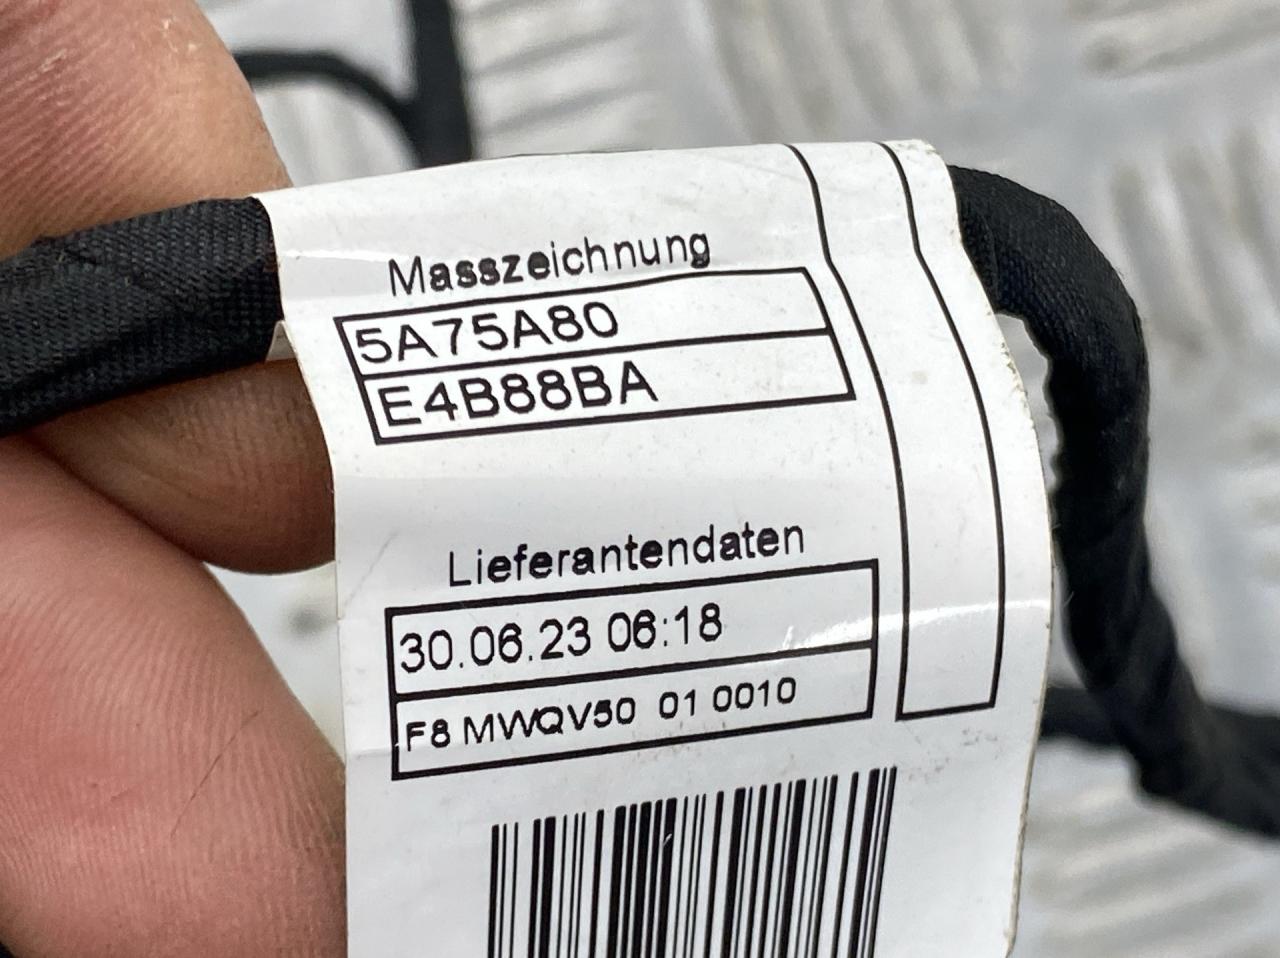 Masszeichnung
5A75A80
E4B88BA
Lieferantendaten
30.06.23 06:18
F8 MWQV50 01 0010